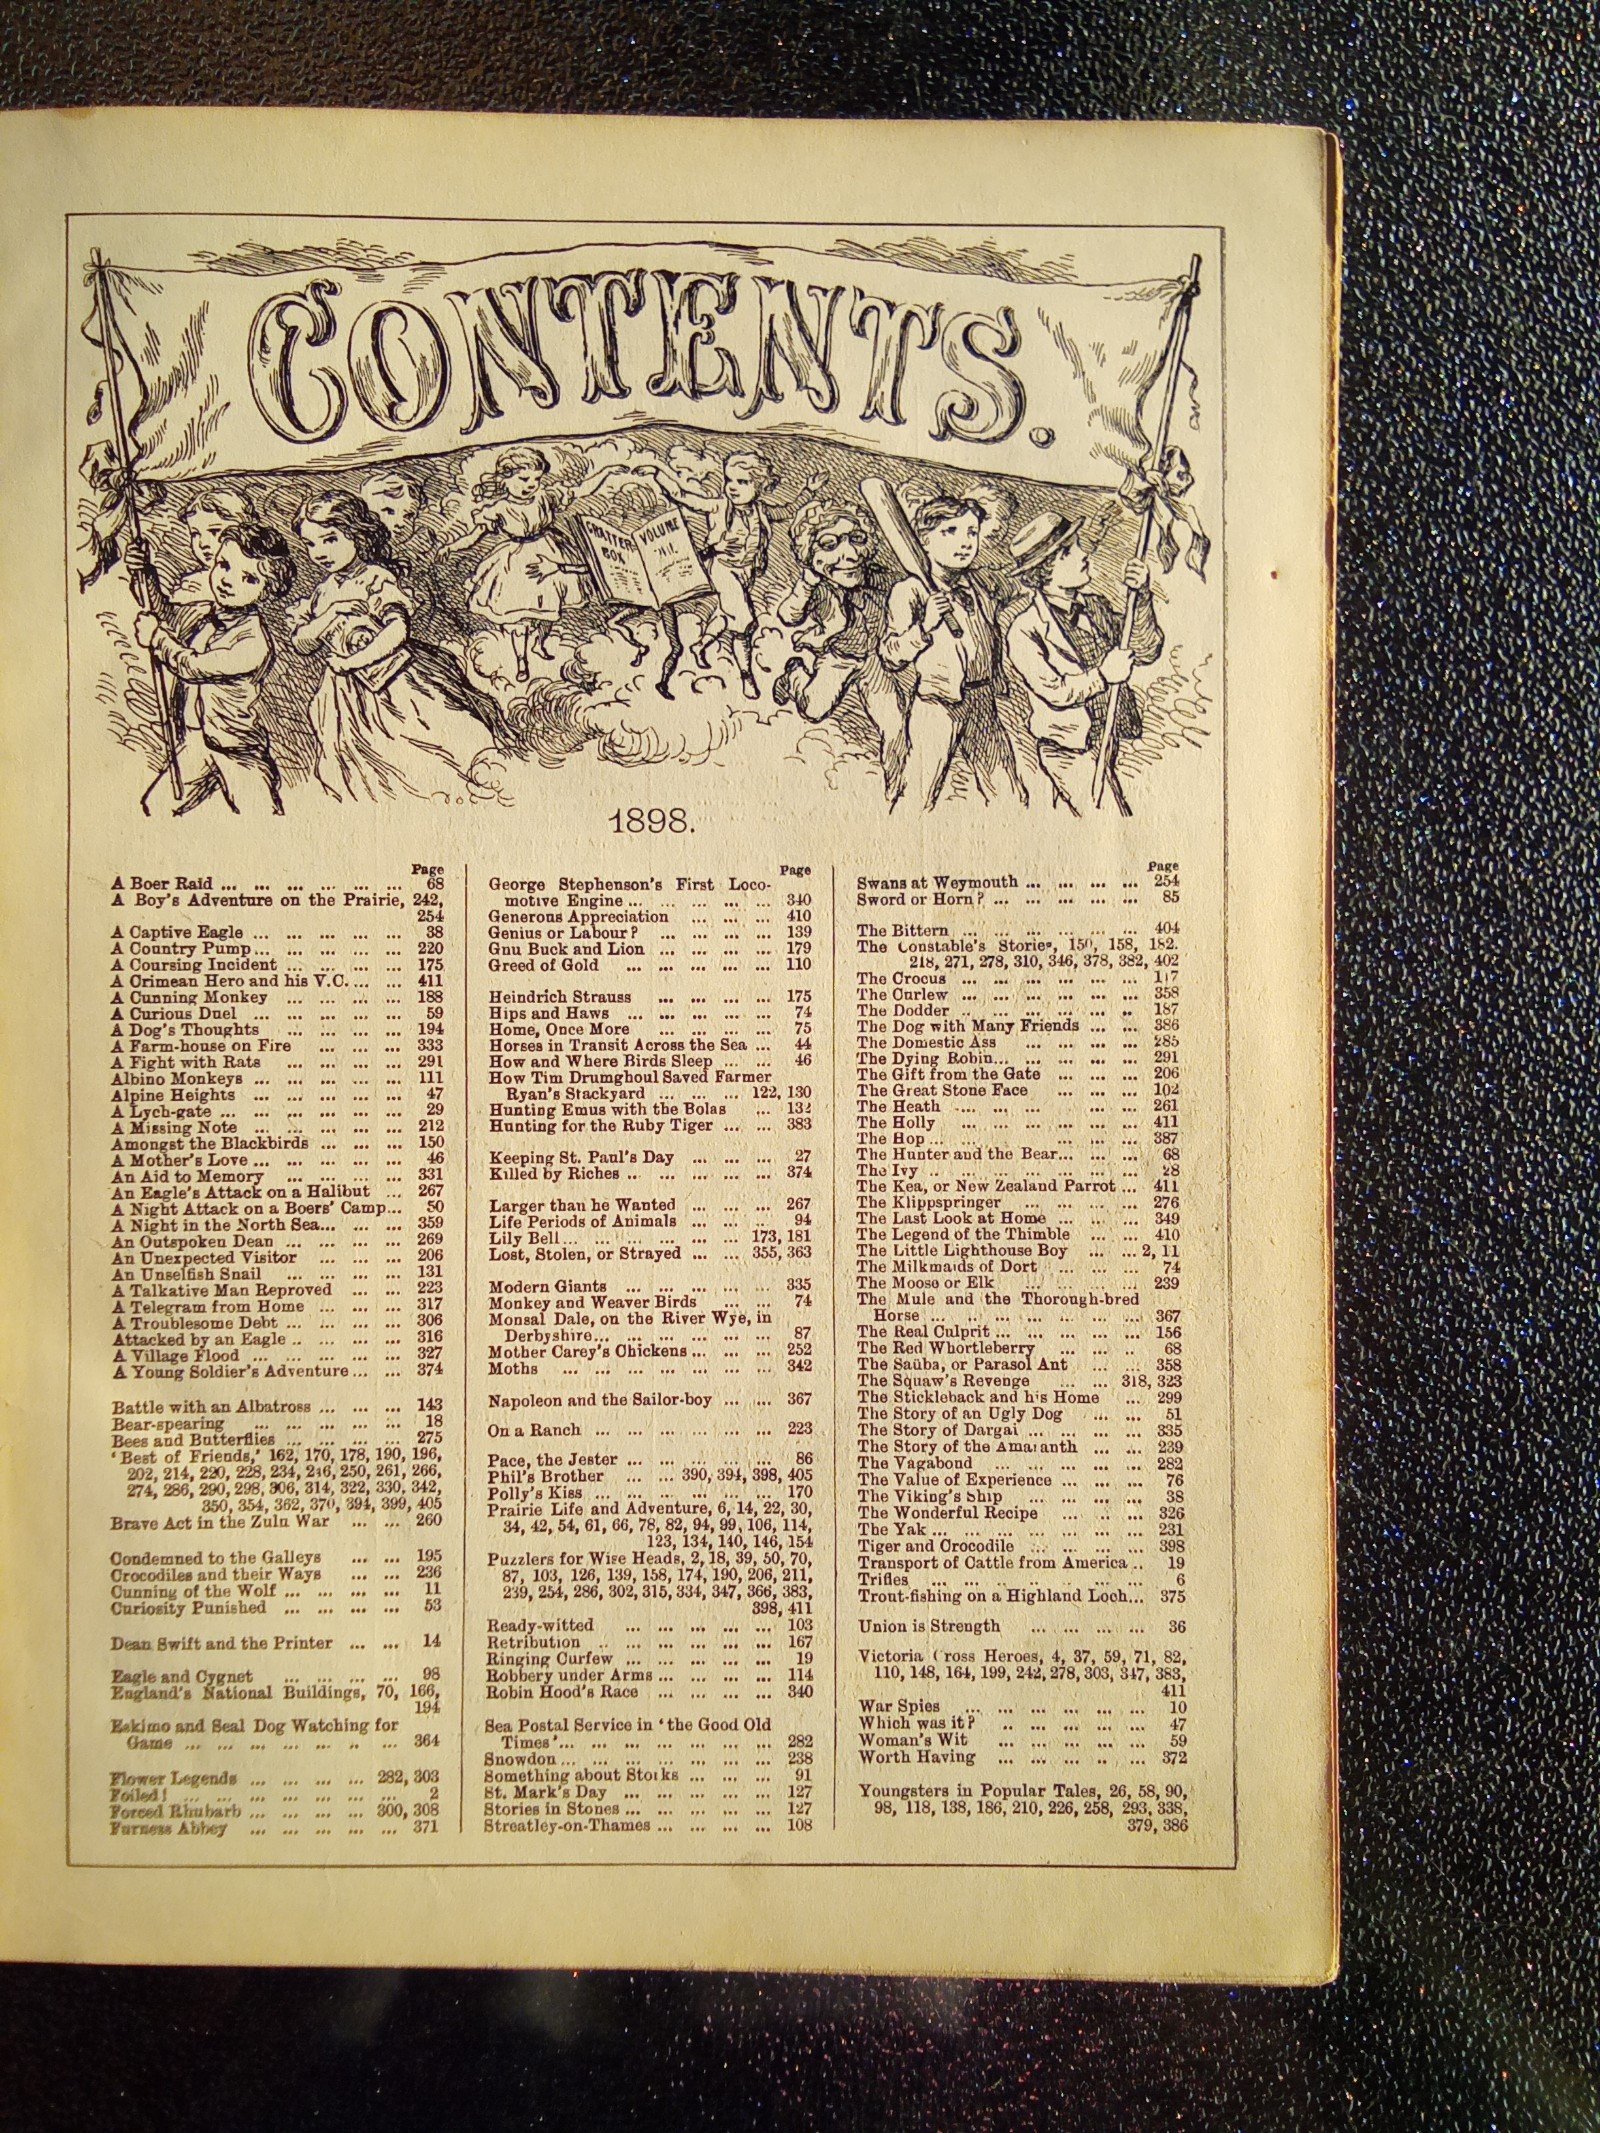 CONTENTS.
CHATTER- BOX VOLUME
1898.
Page
A Boer Raid ... ... ... ... ... ... 68
A Boy's Adventure on the Prairie, 242,
254
A Captive Eagle ... ... ... ... ... 38
A Country Pump ... ... ... ... ... 220
A Coursing Incident ... ... ... ... 175
A Crimean Hero and his V.C. ... ... 411
A Cunning Monkey ... ... ... ... 188
A Curious Duel ... ... ... ... ... 59
A Dog's Thoughts ... ... ... ... 194
A Farm-house on Fire ... ... ... 333
A Fight with Rats ... ... ... ... 291
Albino Monkeys ... ... ... ... ... 111
Alpine Heights ... ... ... ... ... 47
A Lych-gate ... ... ... ... ... ... 29
A Missing Note ... ... ... ... ... 212
Amongst the Blackbirds ... ... ... 150
A Mother's Love ... ... ... ... ... 46
An Aid to Memory ... ... ... ... 331
An Eagle's Attack on a Halibut ... 267
A Night Attack on a Boers' Camp... 50
A Night in the North Sea... ... ... 359
An Outspoken Dean ... ... ... ... 269
An Unexpected Visitor ... ... ... 206
An Unselfish Snail ... ... ... ... 131
A Talkative Man Reproved ... ... 223
A Telegram from Home ... ... ... 317
A Troublesome Debt ... ... ... ... 306
Attacked by an Eagle .. ... ... ... 316
A Village Flood ... ... ... ... ... 327
A Young Soldier's Adventure ... ... 374
Battle with an Albatross ... ... ... 143
Bear-spearing ... ... ... ... ... 18
Bees and Butterflies ... ... ... ... 275
'Best of Friends,' 162, 170, 178, 190, 196,
202, 214, 220, 228, 234, 246, 250, 261, 266,
274, 286, 290, 298, 306, 314, 322, 330, 342,
350, 354, 362, 370, 394, 399, 405
Brave Act in the Zulu War ... ... 260
Condemned to the Galleys ... ... 195
Crocodiles and their Ways ... ... 236
Cunning of the Wolf ... ... ... ... 11
Curiosity Punished ... ... ... ... 53
Dean Swift and the Printer ... ... 14
Eagle and Cygnet ... ... ... ... 98
England's National Buildings, 70, 166,
194
Eskimo and Seal Dog Watching for
Game ... ... ... ... ... .. ... 364
Flower Legends ... ... ... ... 282, 303
Foiled! ... ... ... ... ... ... ... 2
Forced Rhubarb ... ... ... ... 300, 308
Furness Abbey ... ... ... ... ... 371
Page
George Stephenson's First Loco-
motive Engine ... ... ... ... ... 340
Generous Appreciation ... ... ... 410
Genius or Labour? ... ... ... ... 139
Gnu Buck and Lion ... ... ... ... 179
Greed of Gold ... ... ... ... ... 110
Heindrich Strauss ... ... ... ... 175
Hips and Haws ... ... ... ... ... 74
Home, Once More ... ... ... ... 75
Horses in Transit Across the Sea ... 44
How and Where Birds Sleep ... ... 46
How Tim Drumghoul Saved Farmer
Ryan's Stackyard ... ... ... 122, 130
Hunting Emus with the Bolas ... 132
Hunting for the Ruby Tiger ... ... 383
Keeping St. Paul's Day ... ... ... 27
Killed by Riches .. ... ... ... ... 374
Larger than he Wanted ... ... ... 267
Life Periods of Animals ... ... .. 94
Lily Bell ... ... ... ... ... ... 173, 181
Lost, Stolen, or Strayed ... ... 355, 363
Modern Giants ... ... ... ... ... 335
Monkey and Weaver Birds ... ... 74
Monsal Dale, on the River Wye, in
Derbyshire... ... ... ... ... ... 87
Mother Carey's Chickens ... ... ... 252
Moths ... ... ... ... ... ... ... 342
Napoleon and the Sailor-boy ... ... 367
On a Ranch ... ... ... ... ... ... 223
Pace, the Jester ... ... ... ... ... 86
Phil's Brother ... ... 390, 394, 398, 405
Polly's Kiss ... ... ... ... ... ... 170
Prairie Life and Adventure, 6, 14, 22, 30,
34, 42, 54, 61, 66, 78, 82, 94, 99, 106, 114,
123, 134, 140, 146, 154
Puzzlers for Wise Heads, 2, 18, 39, 50, 70,
87, 103, 126, 139, 158, 174, 190, 206, 211,
239, 254, 286, 302, 315, 334, 347, 366, 383,
398, 411
Ready-witted ... ... ... ... ... 103
Retribution .. ... ... ... ... ... 167
Ringing Curfew ... ... ... ... ... 19
Robbery under Arms ... ... ... ... 114
Robin Hood's Race ... ... ... ... 340
Sea Postal Service in 'the Good Old
Times'... ... ... ... ... ... ... 282
Snowdon ... ... ... ... ... ... ... 238
Something about Storks ... ... ... 91
St. Mark's Day ... ... ... ... ... 127
Stories in Stones ... ... ... ... ... 127
Streatley-on-Thames ... ... ... ... 108
Page
Swans at Weymouth ... ... ... ... 254
Sword or Horn? ... ... ... ... ... 85
The Bittern ... ... ... ... ... ... 404
The Constable's Stories, 150, 158, 182.
218, 271, 278, 310, 346, 378, 382, 402
The Crocus ... ... ... ... ... ... 117
The Curlew ... ... ... ... ... ... 358
The Dodder .. ... ... ... ... .. 187
The Dog with Many Friends ... ... 386
The Domestic Ass ... ... ... ... 285
The Dying Robin... ... ... ... ... 291
The Gift from the Gate ... ... ... 206
The Great Stone Face ... ... ... 102
The Heath ... ... ... ... ... 261
The Holly ... ... ... ... ... ... 411
The Hop ... ... ... ... ... ... 387
The Hunter and the Bear... ... ... 68
The Ivy .. ... ... ... ... ... ... 28
The Kea, or New Zealand Parrot ... 411
The Klippspringer ... ... ... ... 276
The Last Look at Home ... ... ... 349
The Legend of the Thimble ... ... 410
The Little Lighthouse Boy ... ... 2, 11
The Milkmaids of Dort ... ... ... 74
The Moose or Elk ... ... ... ... 239
The Mule and the Thorough-bred
Horse ... .. ... ... ... ... ... 367
The Real Culprit ... ... ... ... ... 156
The Red Whortleberry ... ... .. 68
The Saüba, or Parasol Ant ... ... 358
The Squaw's Revenge ... ... 318, 323
The Stickleback and his Home ... 299
The Story of an Ugly Dog ... ... 51
The Story of Dargai ... ... ... ... 335
The Story of the Amaranth ... ... 239
The Vagabond ... ... ... ... ... 282
The Value of Experience ... ... ... 76
The Viking's Ship ... ... ... ... 38
The Wonderful Recipe ... .. ... 326
The Yak ... ... ... ... ... ... ... 231
Tiger and Crocodile ... ... ... ... 398
Transport of Cattle from America .. 19
Trifles ... ... .. ... ... ... 6
Trout-fishing on a Highland Loch... 375
Union is Strength ... ... ... ... 36
Victoria Cross Heroes, 4, 37, 59, 71, 82,
110, 148, 164, 199, 242, 278, 303, 347, 383,
411
War Spies ... ... ... ... ... ... 10
Which was it? .. ... ... ... ... 47
Woman's Wit ... ... ... ... ... 59
Worth Having ... ... ... .. ... 372
Youngsters in Popular Tales, 26, 58, 90,
98, 118, 138, 186, 210, 226, 258, 293, 338,
379, 386